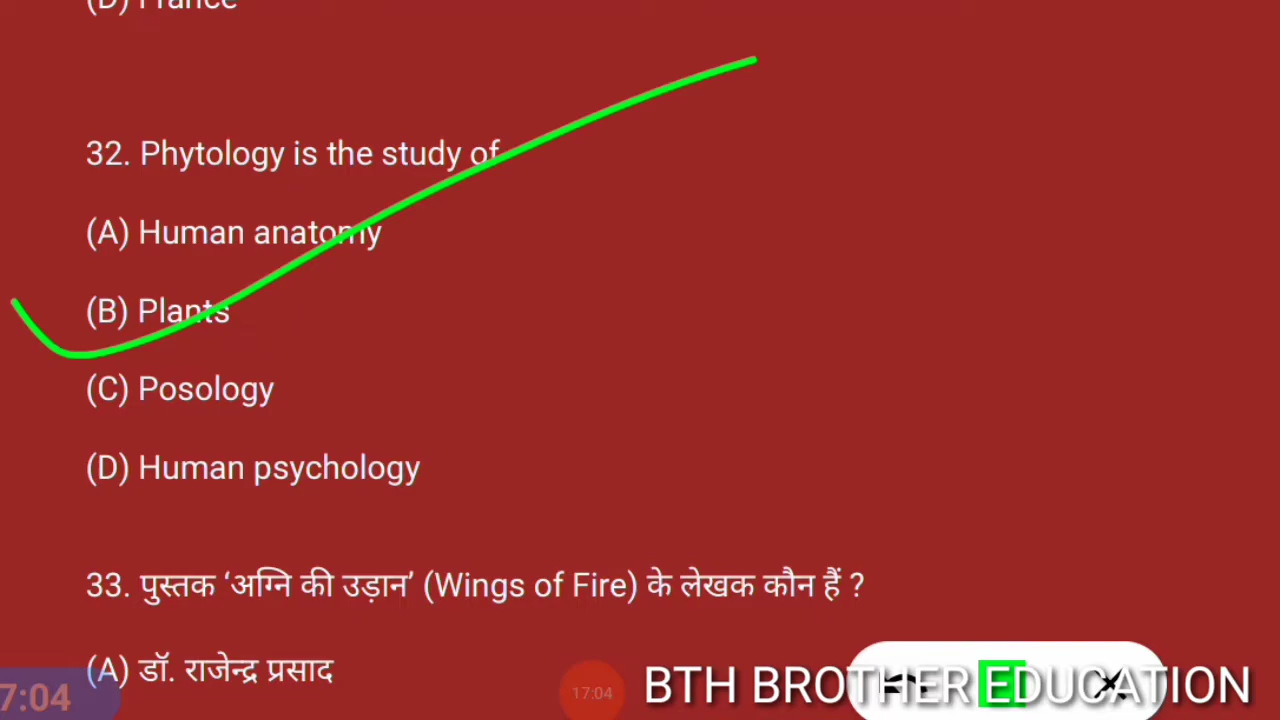 (D) France
32. Phytology is the study of
(A) Human anatomy
(B) Plants
(C) Posology
(D) Human psychology
33. पुस्तक ‘अग्नि की उड़ान’ (Wings of Fire) के लेखक कौन हैं ?
(A) डॉ. राजेन्द्र प्रसाद
7:04
17:04
BTH BROTHER EDUCATION